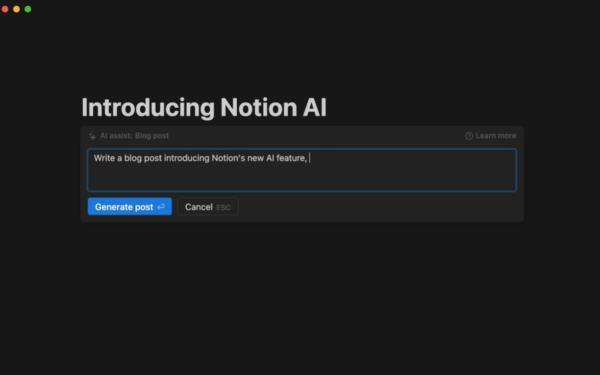 Introducing Notion AI
AI assist: Blog post
Learn more
Write a blog post introducing Notion's new AI feature,
Generate post
Cancel ESC